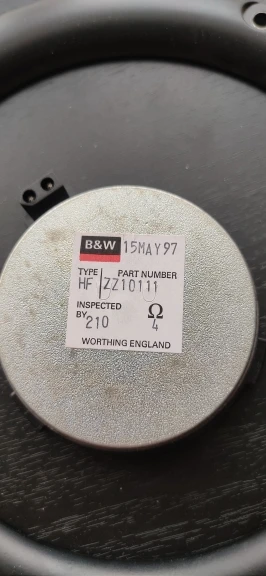 B&W 15MAY97
TYPE PART NUMBER
HF ZZ10111
INSPECTED
BY 210 Ω
4
WORTHING ENGLAND